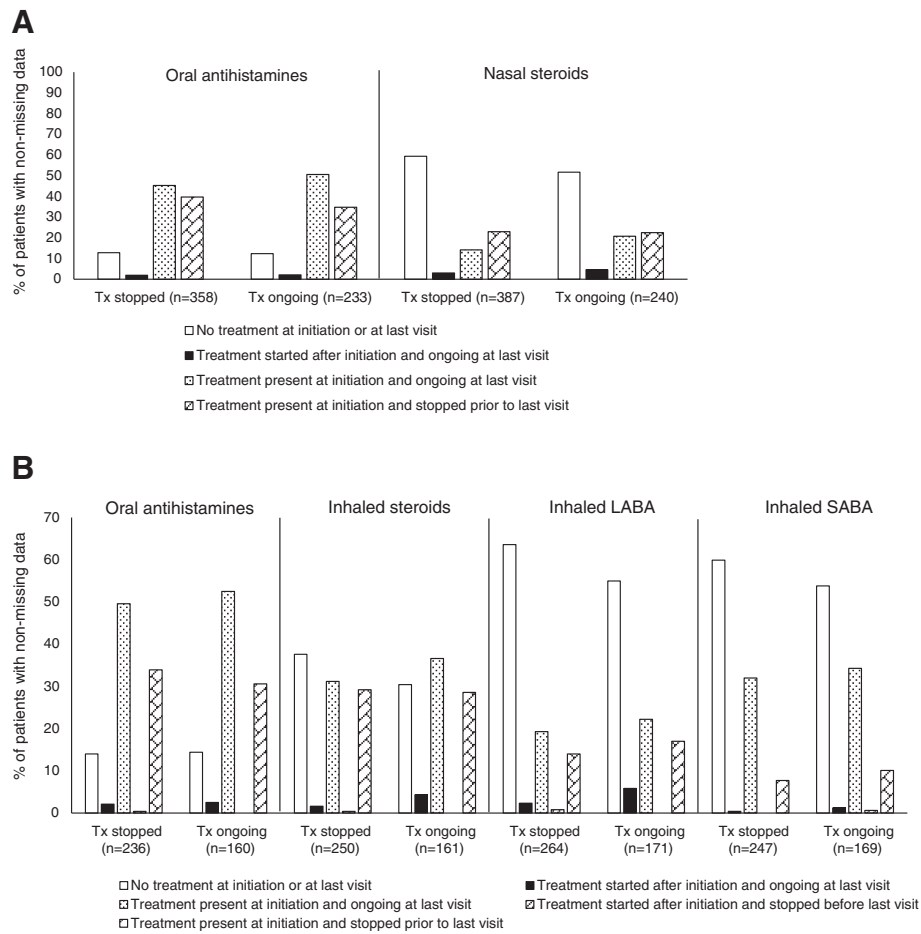 A
Oral antihistamines
Nasal steroids
% of patients with non-missing data
100
90
80
70
60
50
40
30
20
10
0
Tx stopped (n=358)
Tx ongoing (n=233)
Tx stopped (n=387)
Tx ongoing (n=240)
No treatment at initiation or at last visit
Treatment started after initiation and ongoing at last visit
Treatment present at initiation and ongoing at last visit
Treatment present at initiation and stopped prior to last visit
B
Oral antihistamines
Inhaled steroids
Inhaled LABA
Inhaled SABA
% of patients with non-missing data
70
60
50
40
30
20
10
0
Tx stopped
(n=236)
Tx ongoing
(n=160)
Tx stopped
(n=250)
Tx ongoing
(n=161)
Tx stopped
(n=264)
Tx ongoing
(n=171)
Tx stopped
(n=247)
Tx ongoing
(n=169)
No treatment at initiation or at last visit
Treatment started after initiation and ongoing at last visit
Treatment present at initiation and ongoing at last visit
Treatment started after initiation and stopped before last visit
Treatment present at initiation and stopped prior to last visit